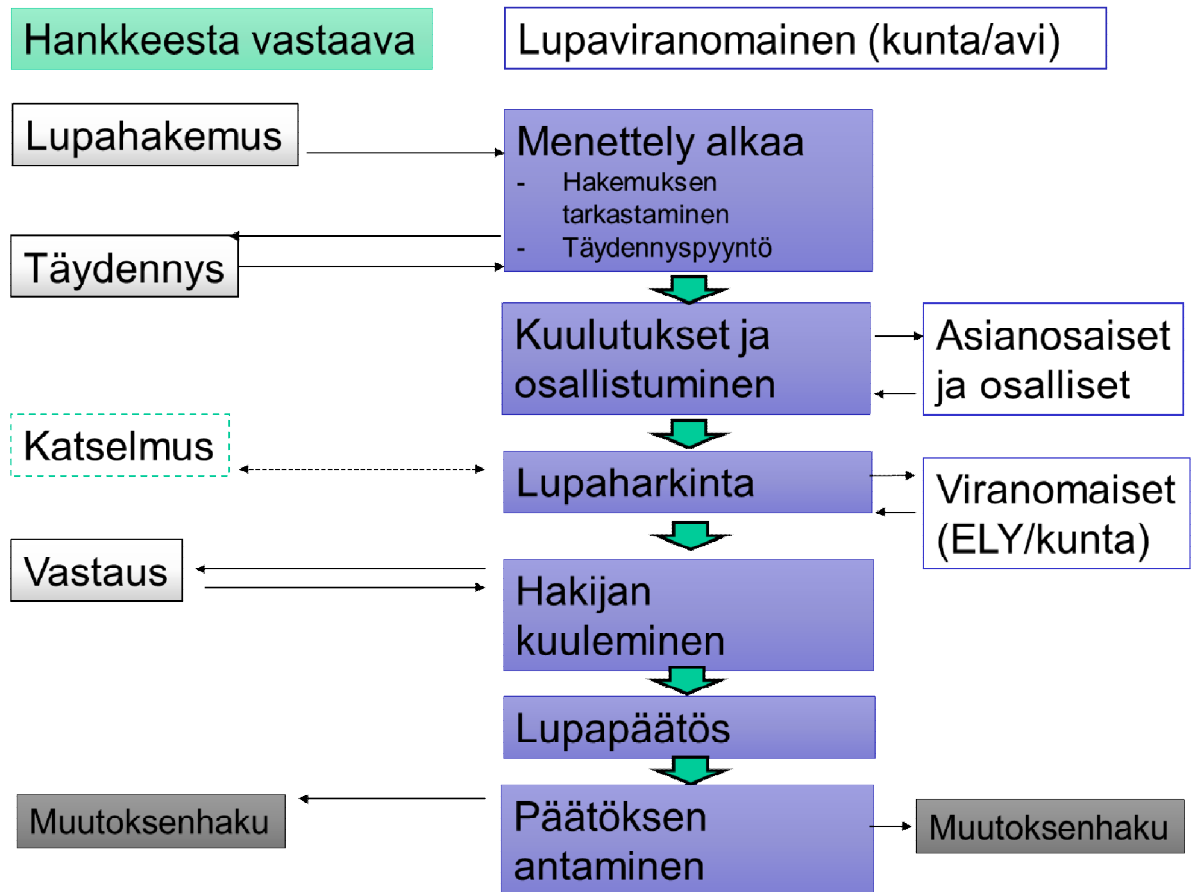 Hankkeesta vastaava
Lupaviranomainen (kunta/avi)
Lupahakemus
Menettely alkaa
- Hakemuksen
tarkastaminen
- Täydennyspyyntö
Täydennys
Kuulutukset ja
osallistuminen
Asianosaiset
ja osalliset
Katselmus
Lupaharkinta
Viranomaiset
(ELY/kunta)
Vastaus
Hakijan
kuuleminen
Lupapäätös
Muutoksenhaku
Päätöksen
antaminen
Muutoksenhaku